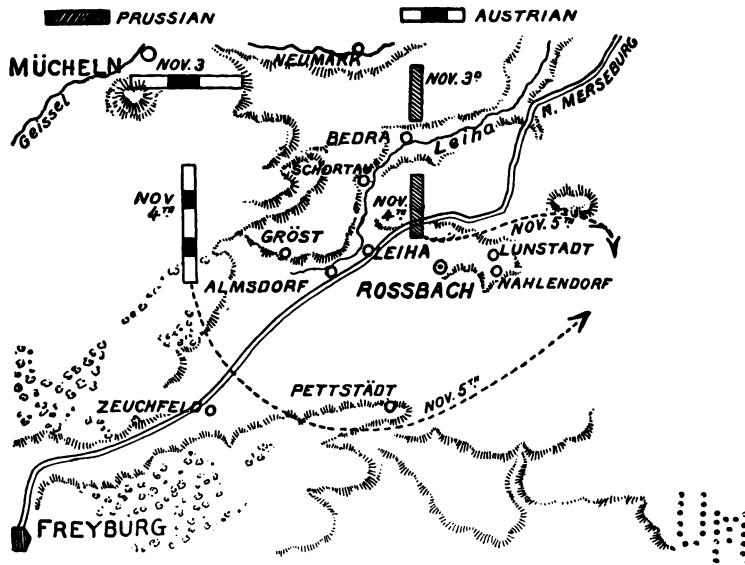 PRUSSIAN
AUSTRIAN
MÜCHELN
NOV. 3
NEUMARK
NOV. 3D
N. MERSEBURG
Geissel
BEDRA
Leiha
SCHORTAU
NOV
4TH
NOV.
4TH
NOV. 5TH
GRÖST
LEIHA
LUNSTADT
ALMSDORF
ROSSBACH
NAHLENDORF
PETTSTÄDT
NOV. 5TH
ZEUCHFELD
FREYBURG